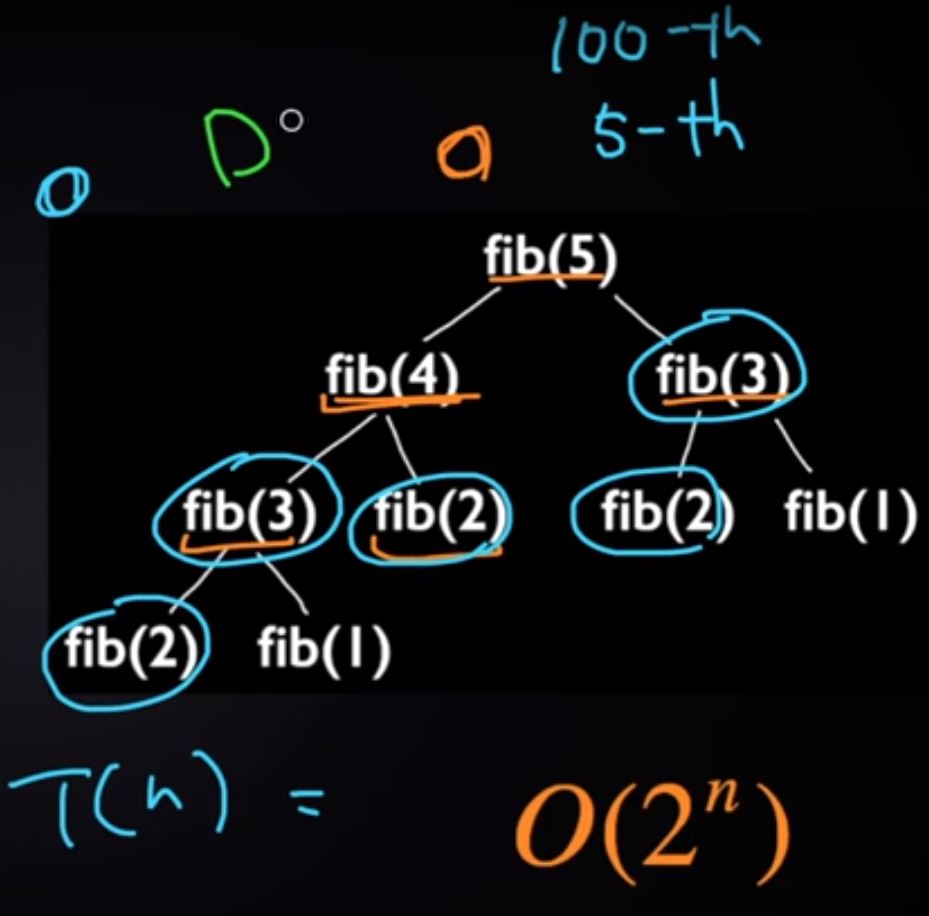 100-th
5-th
fib(5)
fib(4) fib(3)
fib(3) fib(2) fib(2) fib(1)
fib(2) fib(1)
T(n) = O(2ⁿ)